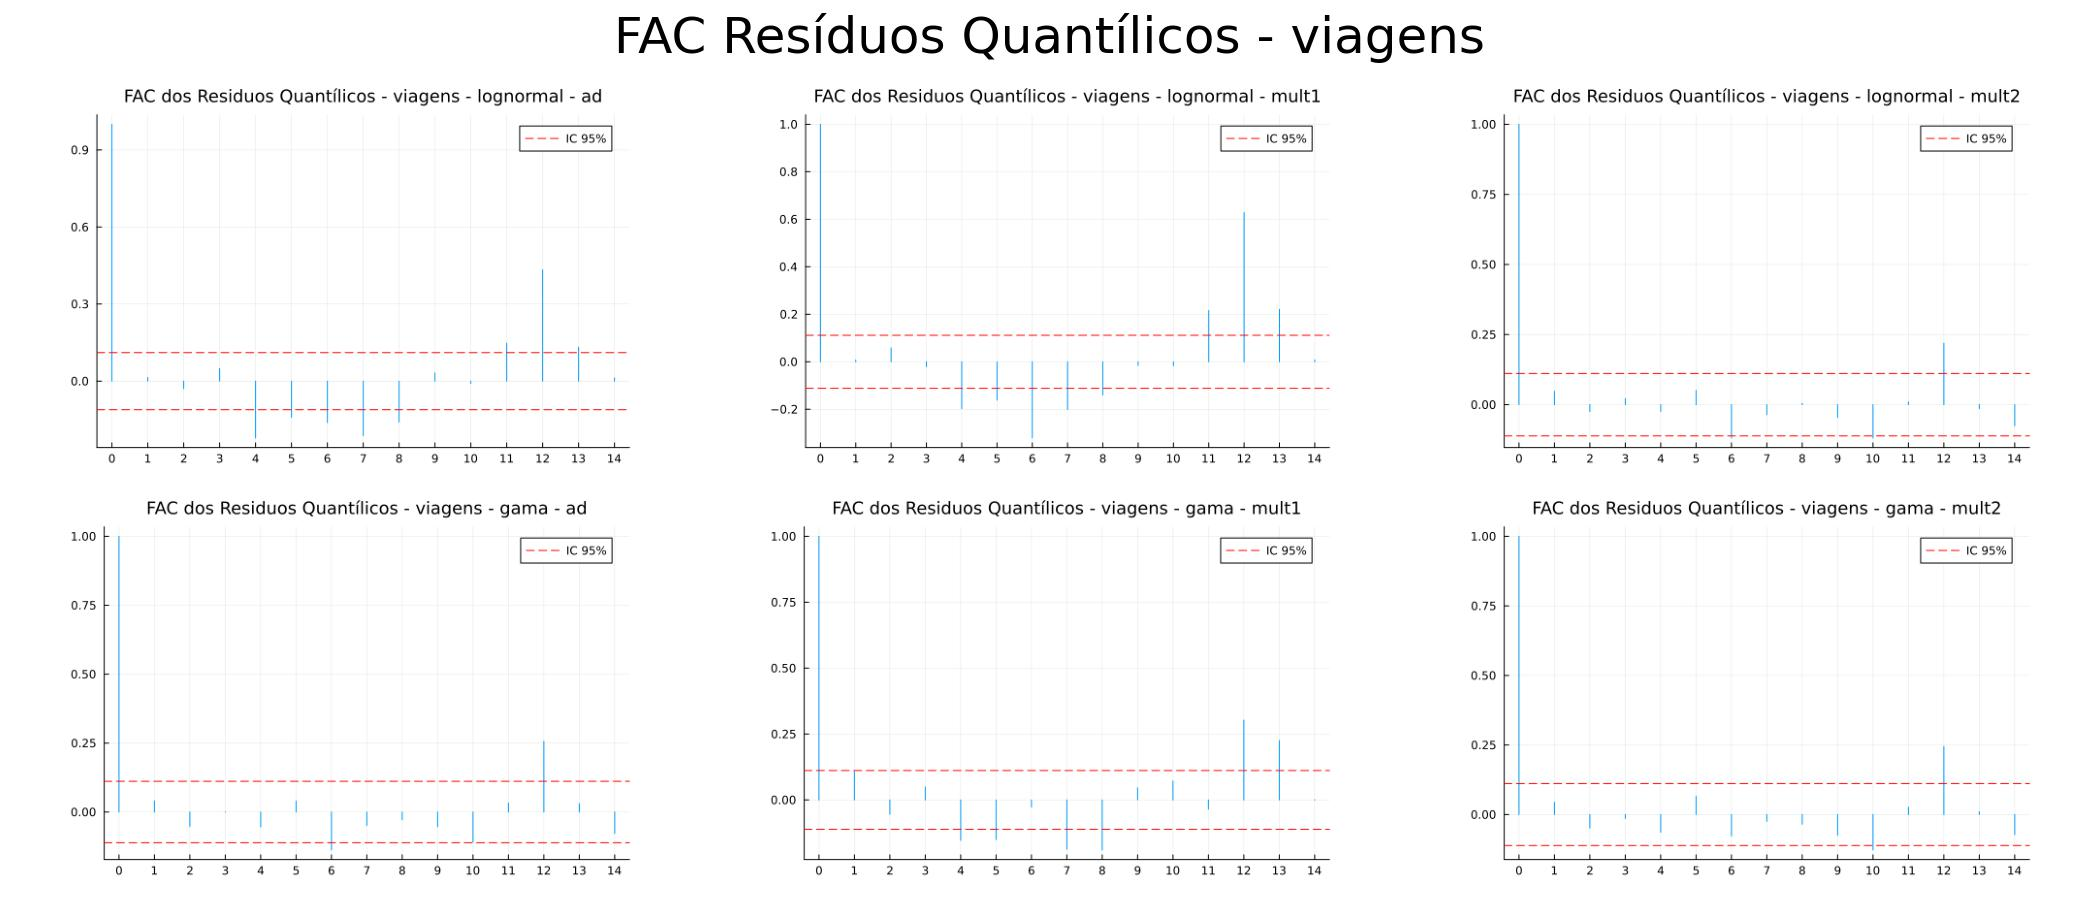 FAC Resíduos Quantílicos - viagens
FAC dos Residuos Quantílicos - viagens - lognormal - ad
IC 95%
0.9
0.6
0.3
0.0
0 1 2 3 4 5 6 7 8 9 10 11 12 13 14
FAC dos Residuos Quantílicos - viagens - lognormal - mult1
IC 95%
1.0
0.8
0.6
0.4
0.2
0.0
−0.2
0 1 2 3 4 5 6 7 8 9 10 11 12 13 14
FAC dos Residuos Quantílicos - viagens - lognormal - mult2
IC 95%
1.00
0.75
0.50
0.25
0.00
0 1 2 3 4 5 6 7 8 9 10 11 12 13 14
FAC dos Residuos Quantílicos - viagens - gama - ad
IC 95%
1.00
0.75
0.50
0.25
0.00
0 1 2 3 4 5 6 7 8 9 10 11 12 13 14
FAC dos Residuos Quantílicos - viagens - gama - mult1
IC 95%
1.00
0.75
0.50
0.25
0.00
0 1 2 3 4 5 6 7 8 9 10 11 12 13 14
FAC dos Residuos Quantílicos - viagens - gama - mult2
IC 95%
1.00
0.75
0.50
0.25
0.00
0 1 2 3 4 5 6 7 8 9 10 11 12 13 14